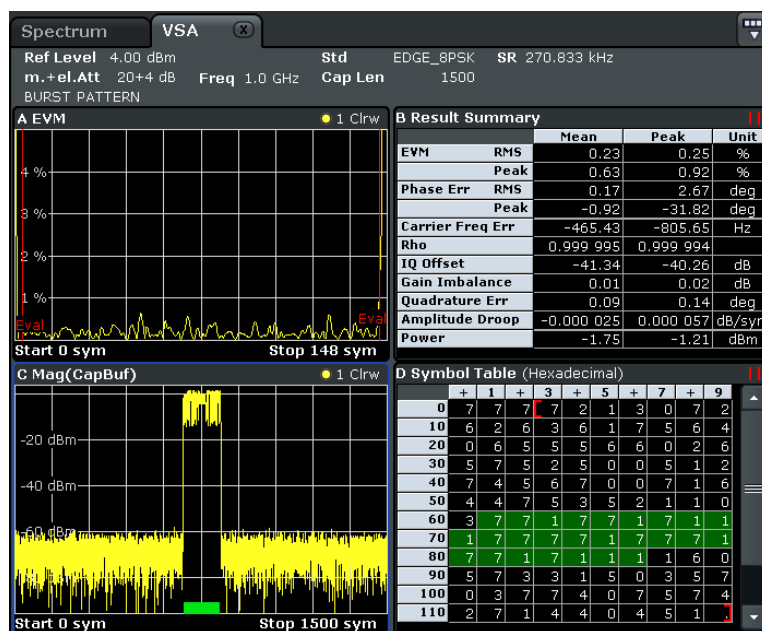 Spectrum VSA X
Ref Level 4.00 dBm Std EDGE_8PSK SR 270.833 kHz
m.+el.Att 20+4 dB Freq 1.0 GHz Cap Len 1500
BURST PATTERN
A EVM 1 Clrw
4 %
3 %
2 %
1 %
Eval Eval
Start 0 sym Stop 148 sym
B Result Summary
Mean Peak Unit
EVM RMS 0.23 0.25 %
Peak 0.63 0.92 %
Phase Err RMS 0.17 2.67 deg
Peak -0.92 -31.82 deg
Carrier Freq Err -465.43 -805.65 Hz
Rho 0.999 995 0.999 994
IQ Offset -41.34 -40.26 dB
Gain Imbalance 0.01 0.02 dB
Quadrature Err 0.09 0.14 deg
Amplitude Droop -0.000 025 0.000 057 dB/sym
Power -1.75 -1.21 dBm
C Mag(CapBuf) 1 Clrw
-20 dBm
-40 dBm
-60 dBm
Start 0 sym Stop 1500 sym
D Symbol Table (Hexadecimal)
+ 1 + 3 + 5 + 7 + 9
0 7 7 7 7 2 1 3 0 7 2
10 6 2 6 3 6 1 7 5 6 4
20 0 6 5 5 5 6 6 0 2 6
30 5 7 5 2 5 0 0 5 1 2
40 7 4 5 6 7 0 0 7 1 6
50 4 4 7 5 3 5 2 1 1 0
60 3 7 7 1 7 7 1 7 1 1
70 1 7 7 7 7 1 7 7 7 1
80 7 7 1 7 1 1 1 1 6 0
90 5 7 3 3 1 5 0 3 5 7
100 0 3 7 7 4 0 7 5 7 4
110 2 7 1 4 4 0 4 5 1 .